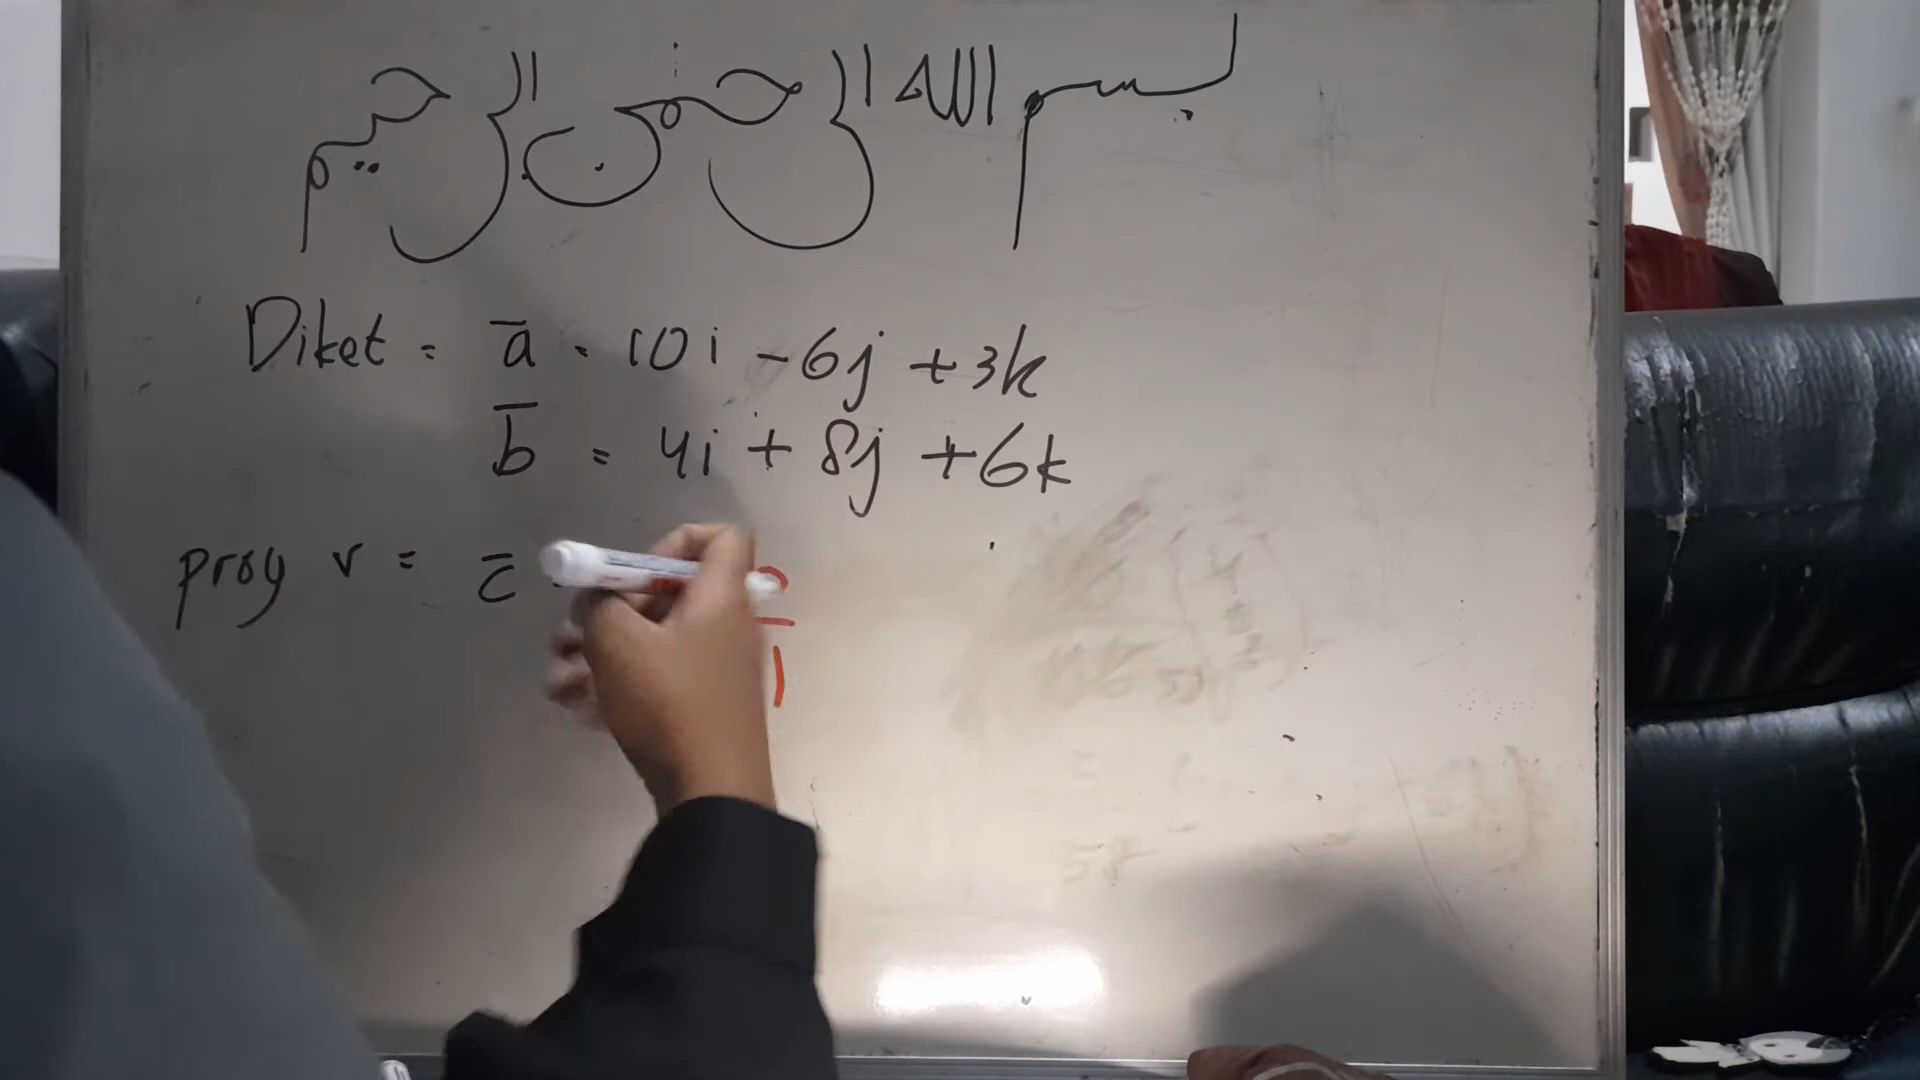 بسم الله الرحمن الرحيم
Diket = a̅ = 10i - 6j + 3k
b̅ = 4i + 8j + 6k
proy v = c̅